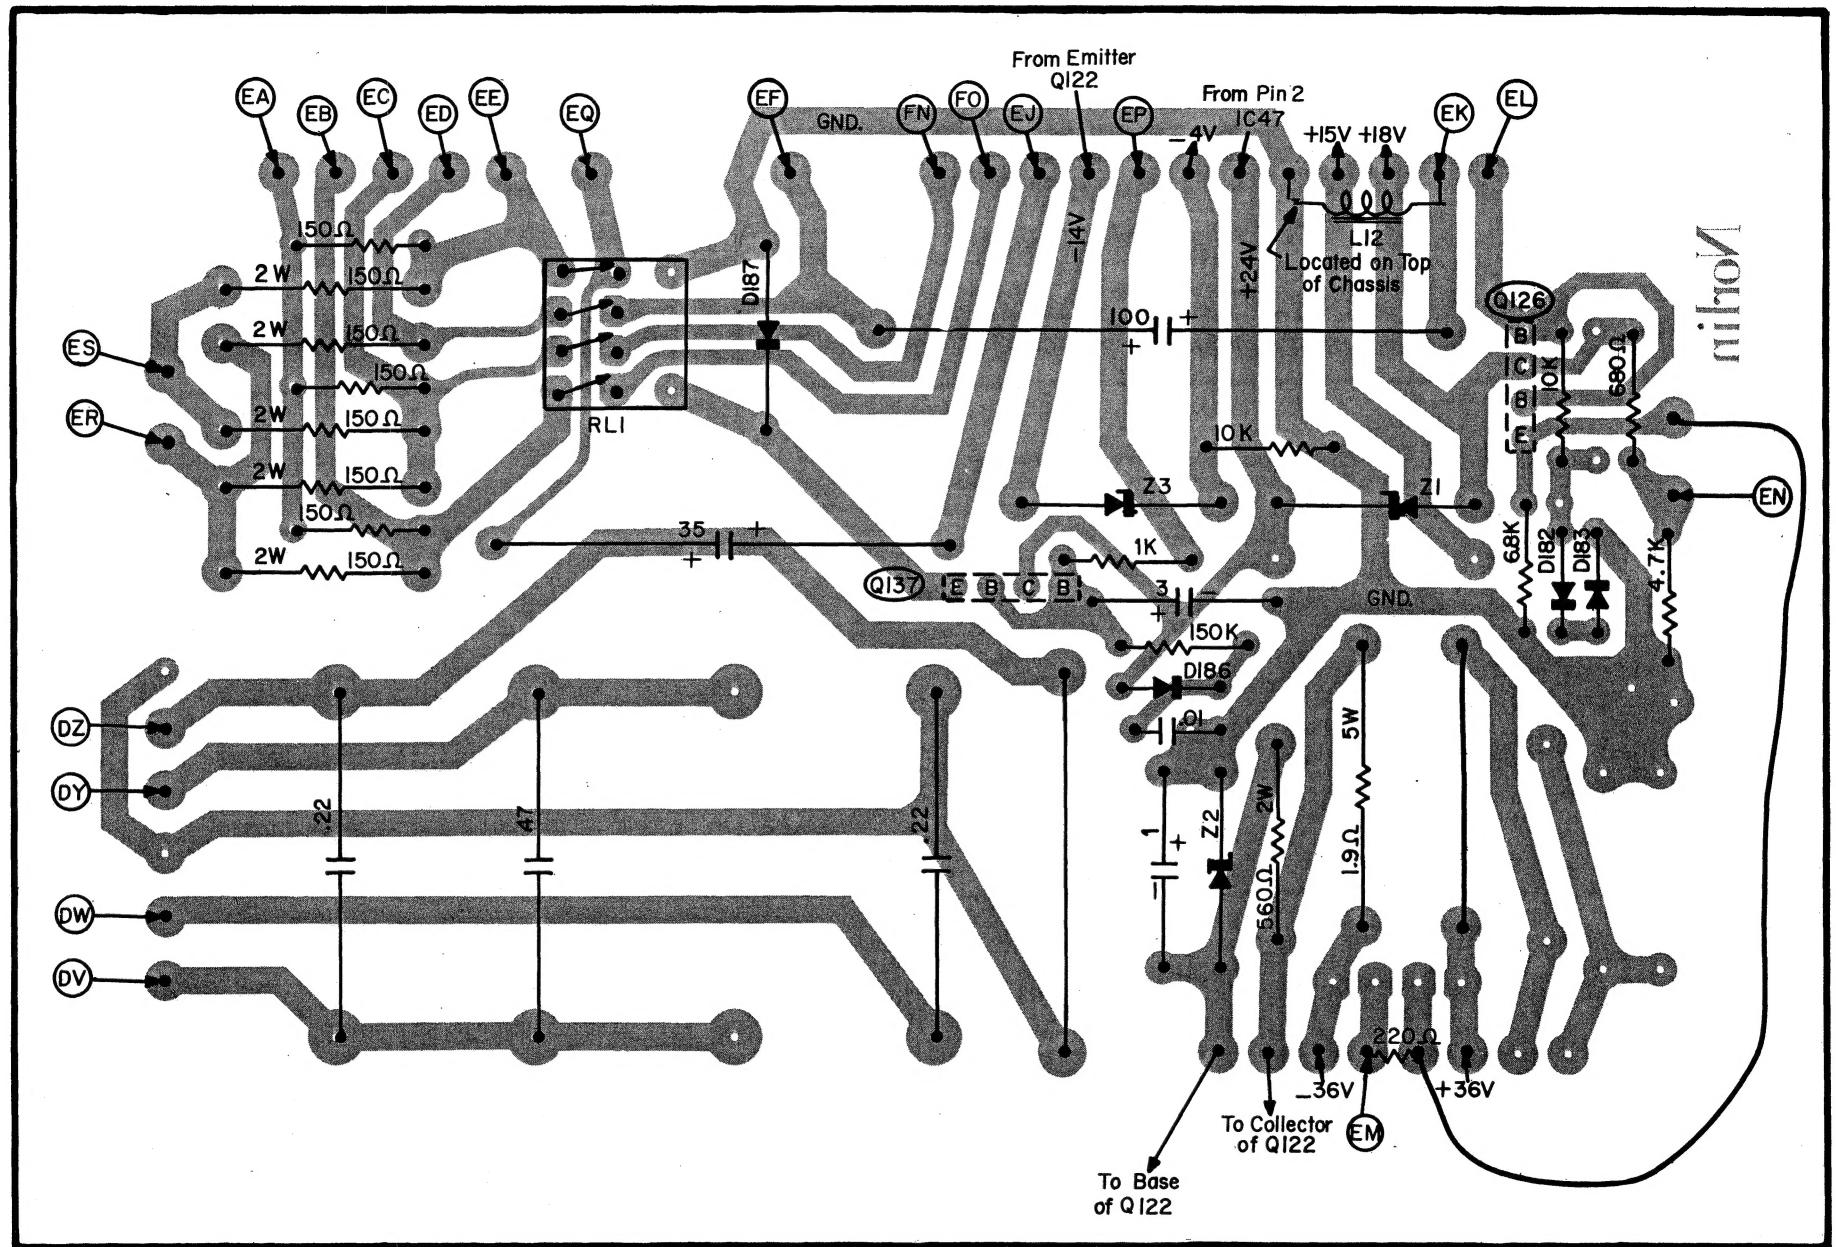 From Emitter
Q122
EA
EB
EC
ED
EE
EQ
EF
GND.
FN
FO
EJ
EP
From Pin 2
IC47
−4V
+15V
+18V
EK
EL
−14V
+24V
L12
Located on Top
of Chassis
Norlin
150Ω
2W
150Ω
2W
150Ω
150Ω
2W
150Ω
2W
150Ω
150Ω
2W
150Ω
ES
ER
RL1
D187
100
+
+
Q126
B
C
B
E
10K
680Ω
10K
Z3
Z1
EN
35
+
+
1K
Q137
E
B
C
B
3
+
−
GND.
68K
D182
D183
4.7K
150K
D186
.01
DZ
DY
DW
DV
.22
.47
.22
1
+
−
Z2
2W
560Ω
5W
1.9Ω
220Ω
−36V
+36V
EM
To Collector
of Q122
To Base
of Q122